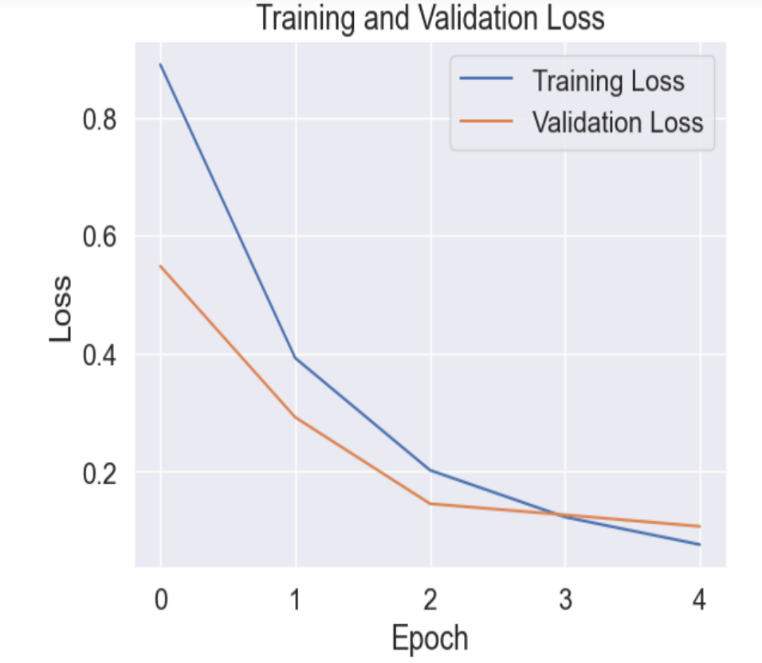 Training and Validation Loss
Training Loss
Validation Loss
0.8
0.6
0.4
0.2
Loss
0 1 2 3 4
Epoch